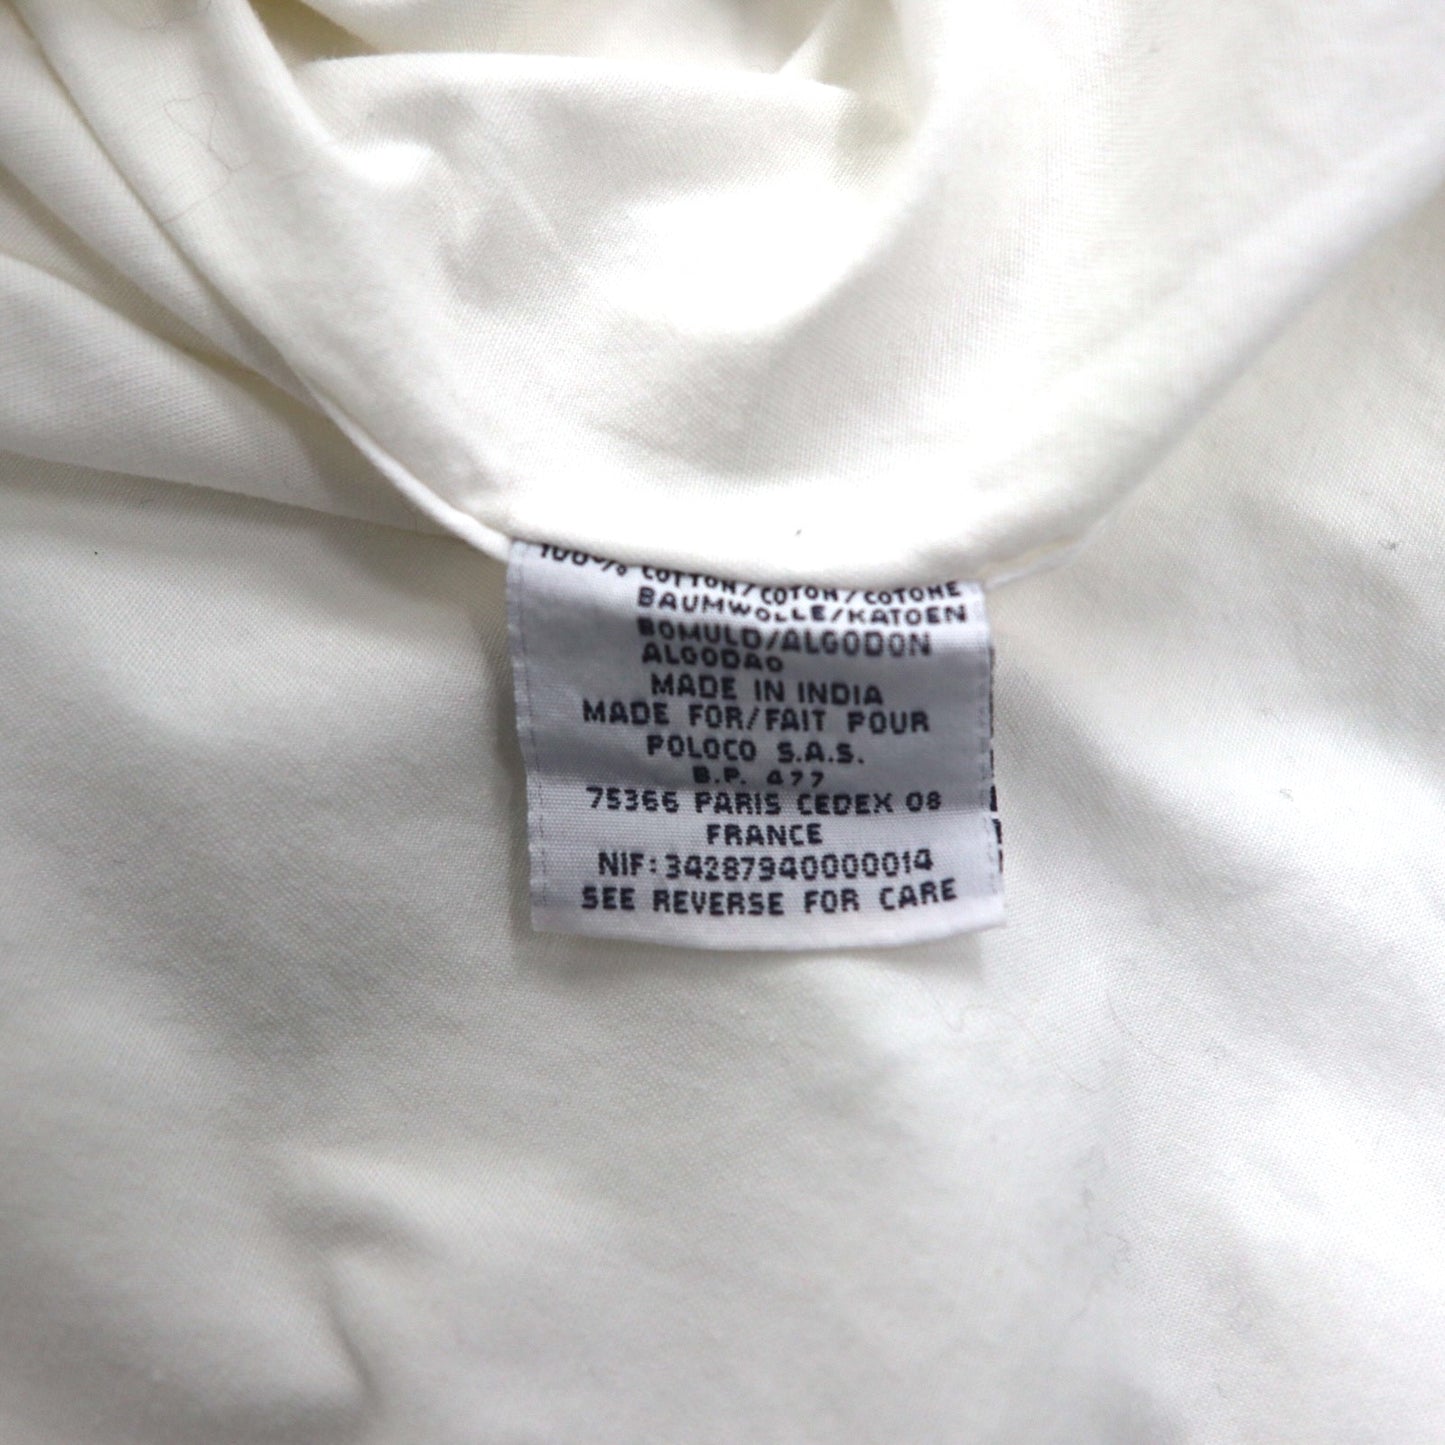 100% COTTON/COTON/COTONE
BAUMWOLLE/KATOEN
BOMULD/ALGODON
ALGODAO
MADE IN INDIA
MADE FOR/FAIT POUR
POLOCO S.A.S.
B.P. 477
75366 PARIS CEDEX 08
FRANCE
NIF:34287940000014
SEE REVERSE FOR CARE